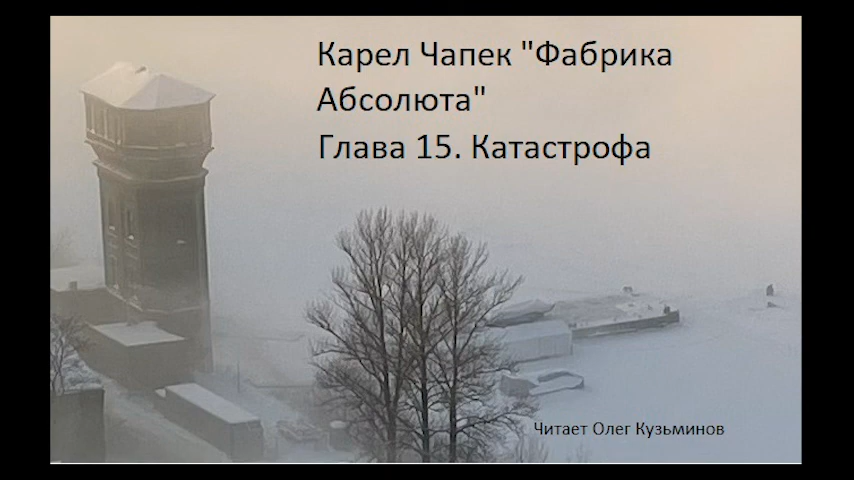 Карел Чапек "Фабрика
Абсолюта"
Глава 15. Катастрофа
Читает Олег Кузьминов